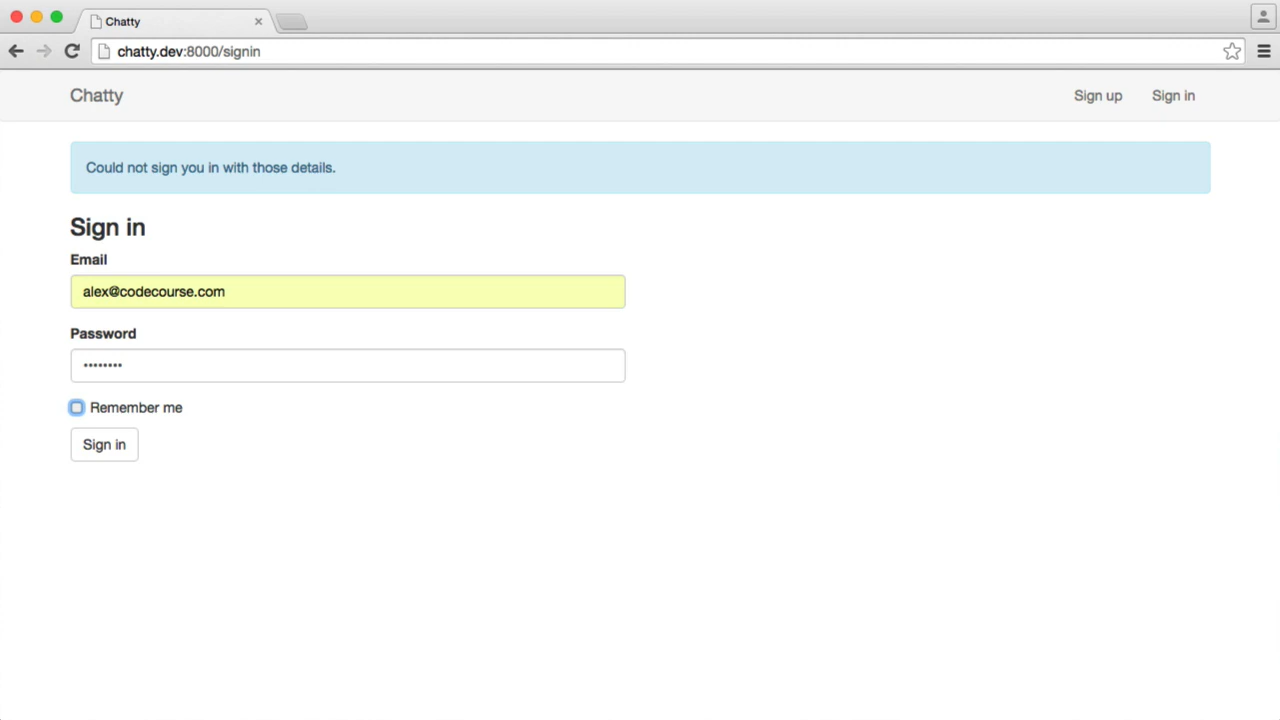 Chatty
chatty.dev:8000/signin
Chatty
Sign up
Sign in
Could not sign you in with those details.
Sign in
Email
alex@codecourse.com
Password
••••••••
Remember me
Sign in